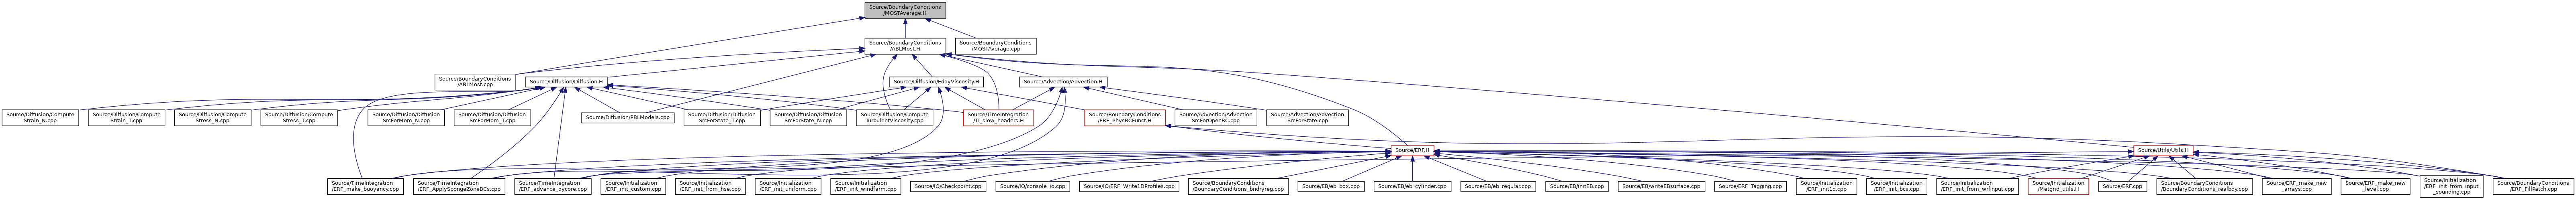 Source/BoundaryConditions
/MOSTAverage.H
Source/BoundaryConditions
/ABLMost.H
Source/BoundaryConditions
/MOSTAverage.cpp
Source/BoundaryConditions
/ABLMost.cpp
Source/Diffusion/Diffusion.H
Source/Diffusion/EddyViscosity.H
Source/Advection/Advection.H
Source/Diffusion/Compute
Strain_N.cpp
Source/Diffusion/Compute
Strain_T.cpp
Source/Diffusion/Compute
Stress_N.cpp
Source/Diffusion/Compute
Stress_T.cpp
Source/Diffusion/Diffusion
SrcForMom_N.cpp
Source/Diffusion/Diffusion
SrcForMom_T.cpp
Source/Diffusion/PBLModels.cpp
Source/Diffusion/Diffusion
SrcForState_T.cpp
Source/Diffusion/Diffusion
SrcForState_N.cpp
Source/Diffusion/Compute
TurbulentViscosity.cpp
Source/TimeIntegration
/TI_slow_headers.H
Source/BoundaryConditions
/ERF_PhysBCFunct.H
Source/Advection/Advection
SrcForOpenBC.cpp
Source/Advection/Advection
SrcForState.cpp
Source/ERF.H
Source/Utils/Utils.H
Source/TimeIntegration
/ERF_make_buoyancy.cpp
Source/TimeIntegration
/ERF_ApplySpongeZoneBCs.cpp
Source/TimeIntegration
/ERF_advance_dycore.cpp
Source/Initialization
/ERF_init_custom.cpp
Source/Initialization
/ERF_init_from_hse.cpp
Source/Initialization
/ERF_init_uniform.cpp
Source/Initialization
/ERF_init_windfarm.cpp
Source/IO/Checkpoint.cpp
Source/IO/console_io.cpp
Source/IO/ERF_Write1DProfiles.cpp
Source/BoundaryConditions
/BoundaryConditions_bndryreg.cpp
Source/EB/eb_box.cpp
Source/EB/eb_cylinder.cpp
Source/EB/eb_regular.cpp
Source/EB/initEB.cpp
Source/EB/writeEBsurface.cpp
Source/ERF_Tagging.cpp
Source/Initialization
/ERF_init1d.cpp
Source/Initialization
/ERF_init_bcs.cpp
Source/Initialization
/ERF_init_from_wrfinput.cpp
Source/Initialization
/Metgrid_utils.H
Source/ERF.cpp
Source/BoundaryConditions
/BoundaryConditions_realbdy.cpp
Source/ERF_make_new
_arrays.cpp
Source/ERF_make_new
_level.cpp
Source/Initialization
/ERF_init_from_input
_sounding.cpp
Source/BoundaryConditions
/ERF_FillPatch.cpp